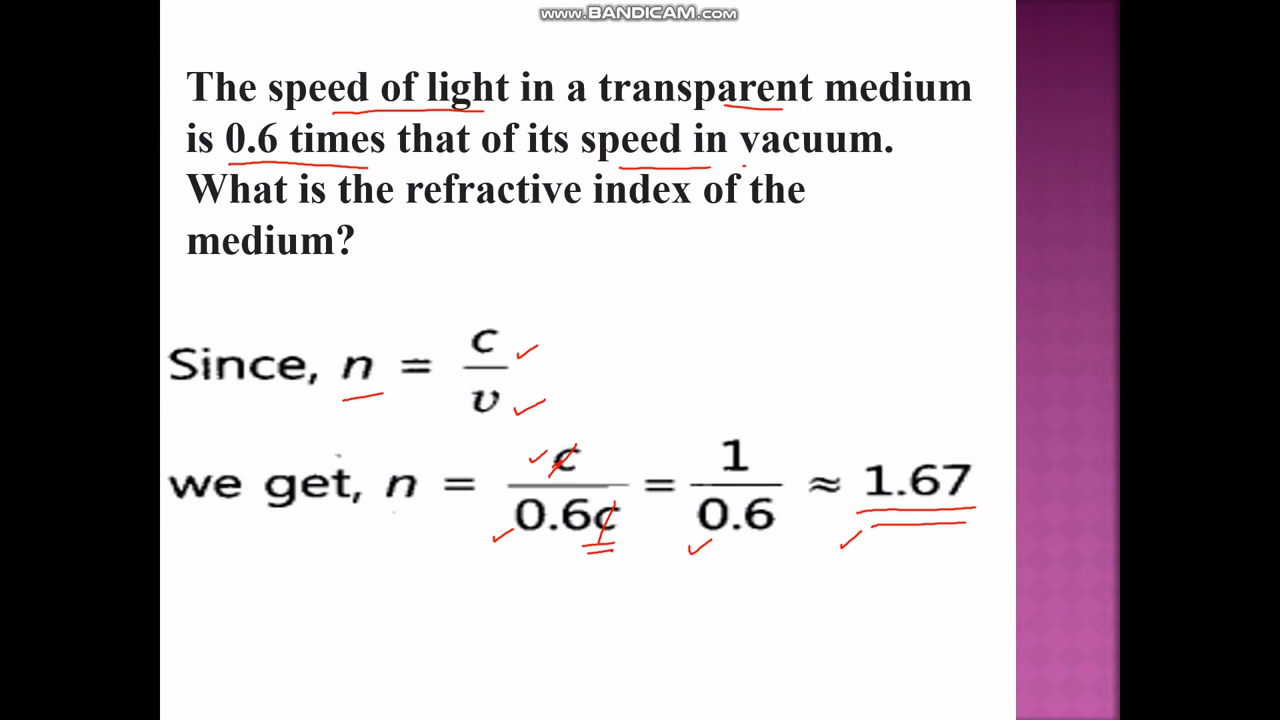 www.BANDICAM.com
The speed of light in a transparent medium
is 0.6 times that of its speed in vacuum.
What is the refractive index of the
medium?
Since, n = c/v
we get, n = c/0.6c = 1/0.6 ≈ 1.67